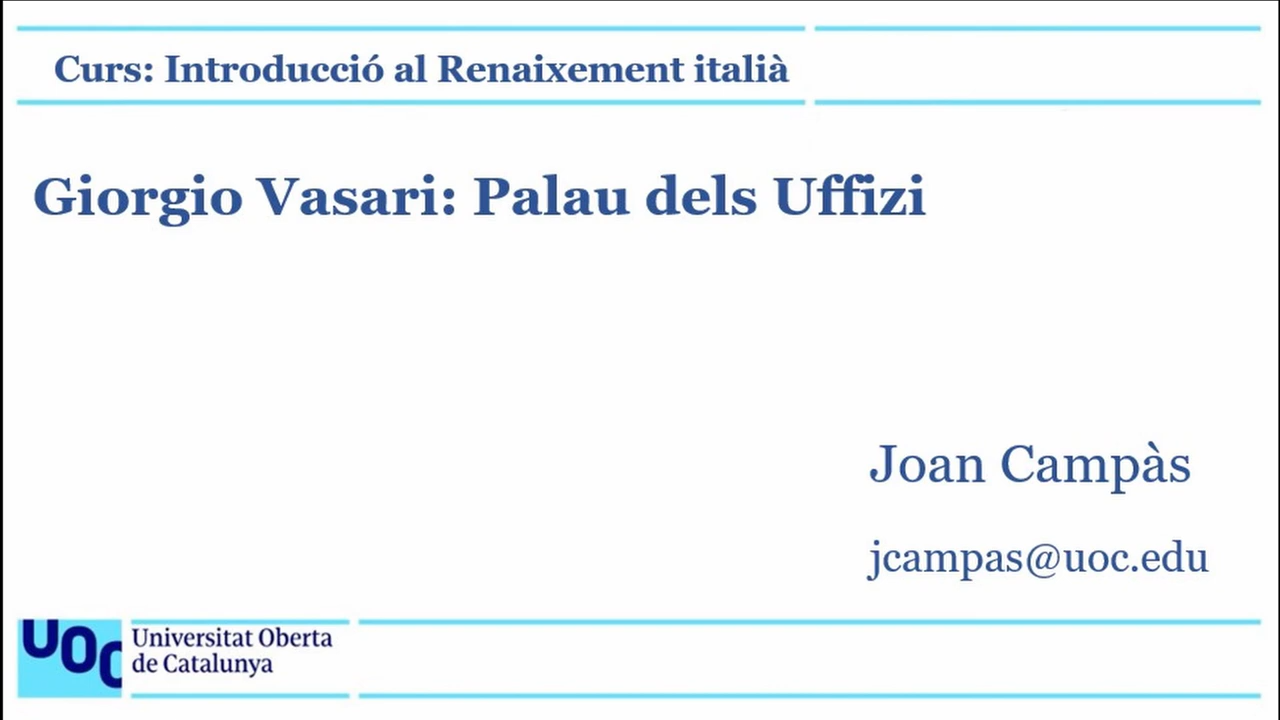 Curs: Introducció al Renaixement italià
Giorgio Vasari: Palau dels Uffizi
Joan Campàs
jcampas@uoc.edu
UOC
Universitat Oberta
de Catalunya